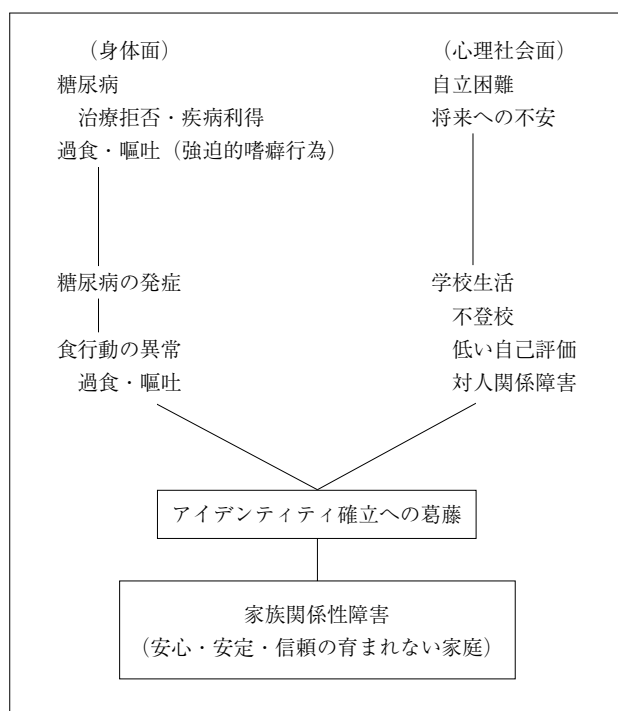 （身体面）
糖尿病
治療拒否・疾病利得
過食・嘔吐（強迫的嗜癖行為）
糖尿病の発症
食行動の異常
過食・嘔吐
（心理社会面）
自立困難
将来への不安
学校生活
不登校
低い自己評価
対人関係障害
アイデンティティ確立への葛藤
家族関係性障害
（安心・安定・信頼の育まれない家庭）